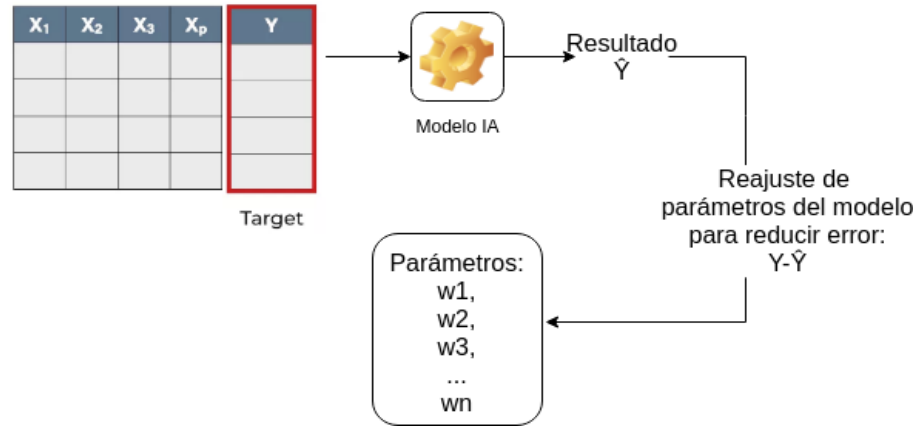 X₁ X₂ X₃ Xₚ Y
Target
Modelo IA
Resultado
Ŷ
Reajuste de
parámetros del modelo
para reducir error:
Y-Ŷ
Parámetros:
w1,
w2,
w3,
...
wn